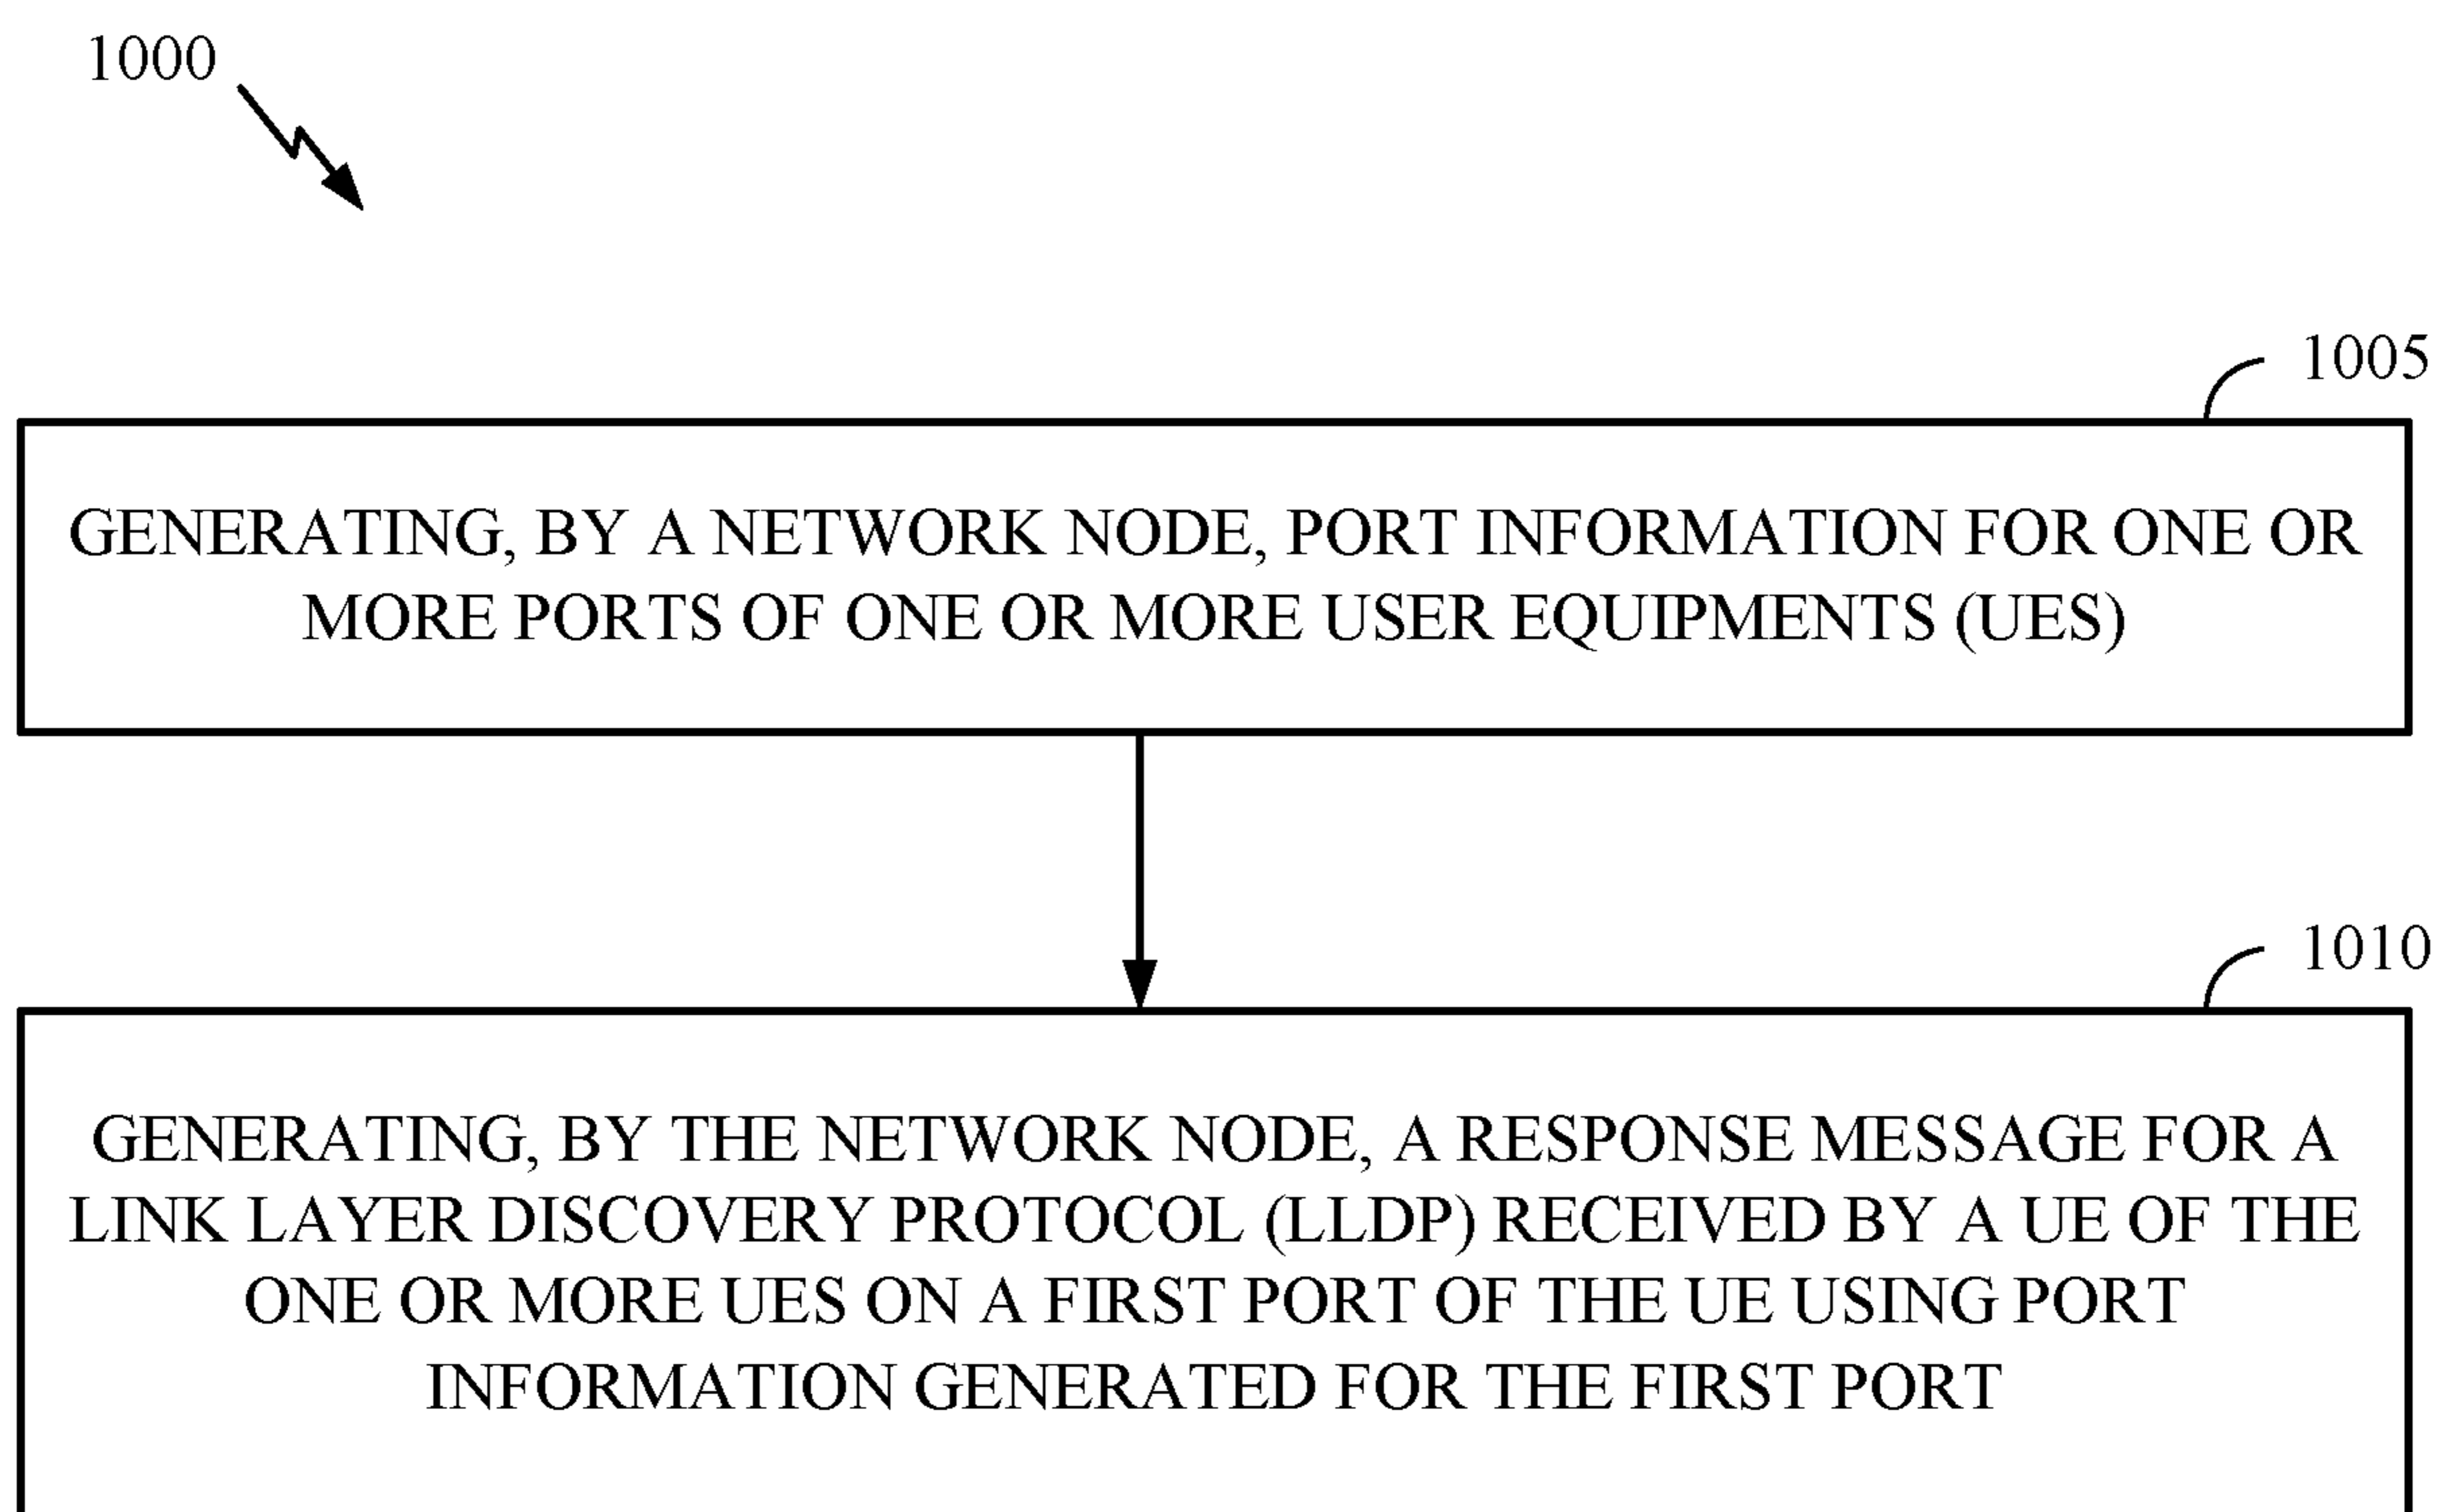 1000
1005
GENERATING, BY A NETWORK NODE, PORT INFORMATION FOR ONE OR
MORE PORTS OF ONE OR MORE USER EQUIPMENTS (UES)
1010
GENERATING, BY THE NETWORK NODE, A RESPONSE MESSAGE FOR A
LINK LAYER DISCOVERY PROTOCOL (LLDP) RECEIVED BY A UE OF THE
ONE OR MORE UES ON A FIRST PORT OF THE UE USING PORT
INFORMATION GENERATED FOR THE FIRST PORT